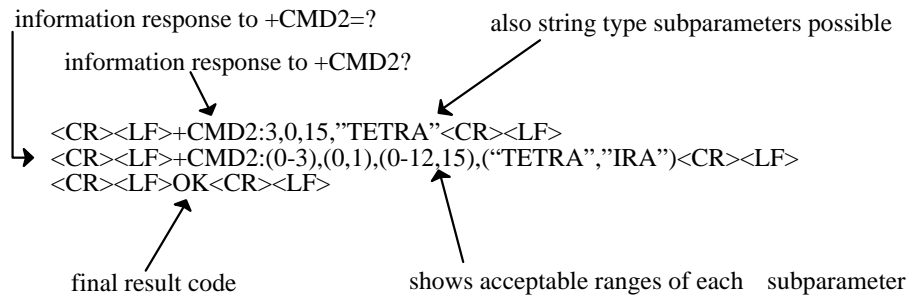 information response to +CMD2=?
also string type subparameters possible
information response to +CMD2?
<CR><LF>+CMD2:3,0,15,”TETRA”<CR><LF>
<CR><LF>+CMD2:(0-3),(0,1),(0-12,15),(“TETRA”,”IRA”)<CR><LF>
<CR><LF>OK<CR><LF>
final result code
shows acceptable ranges of each subparameter